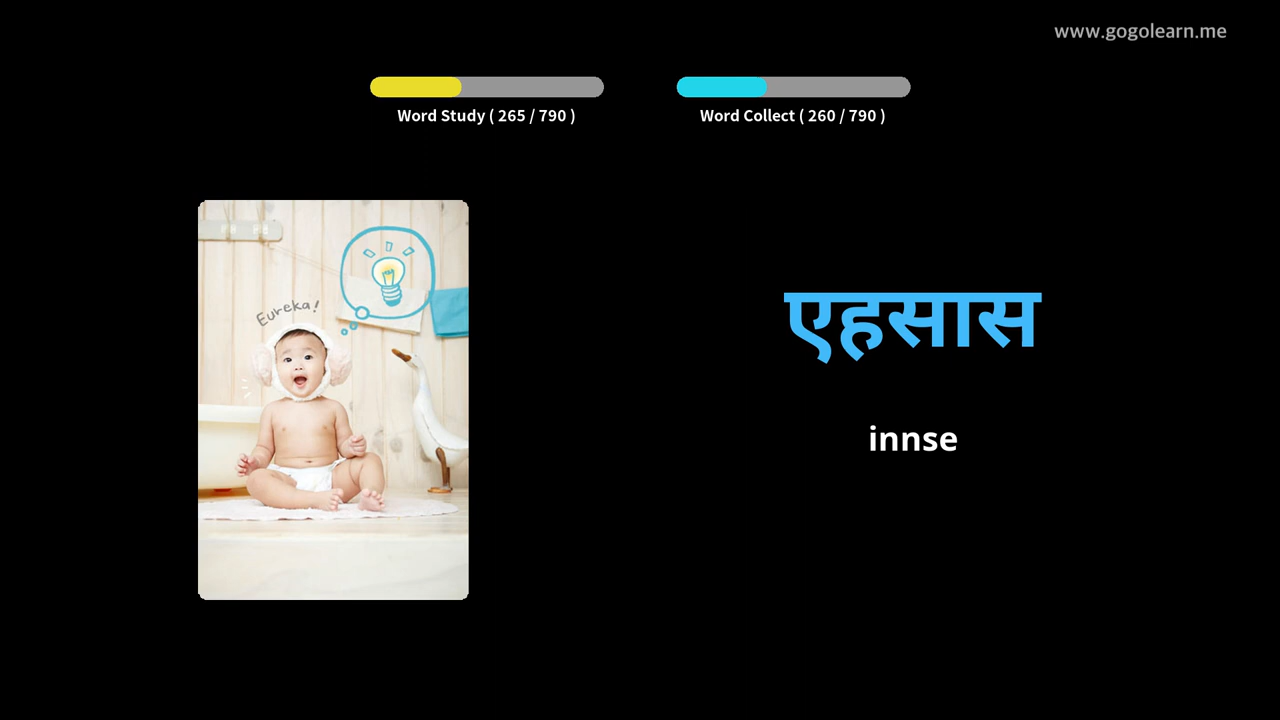 www.gogolearn.me
Word Study ( 265 / 790 )
Word Collect ( 260 / 790 )
Eureka!
एहसास
innse